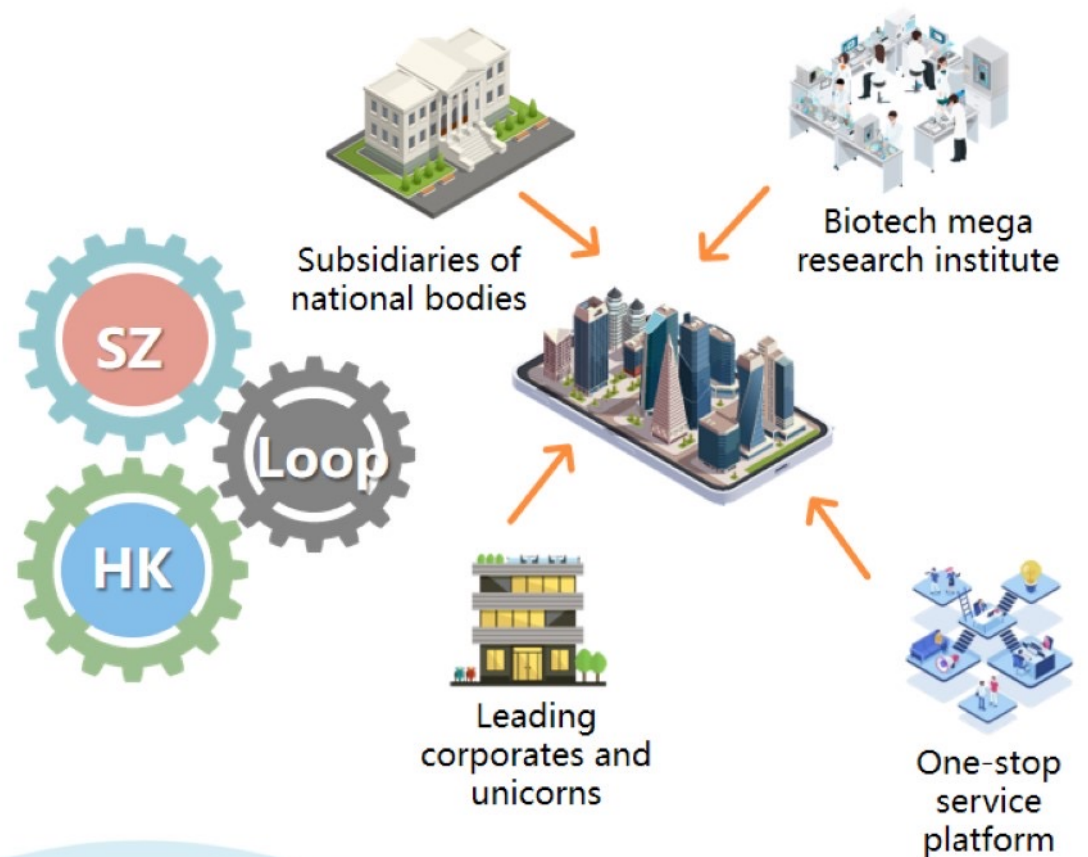 Subsidiaries of
national bodies
Biotech mega
research institute
SZ
Loop
HK
Leading
corporates and
unicorns
One-stop
service
platform